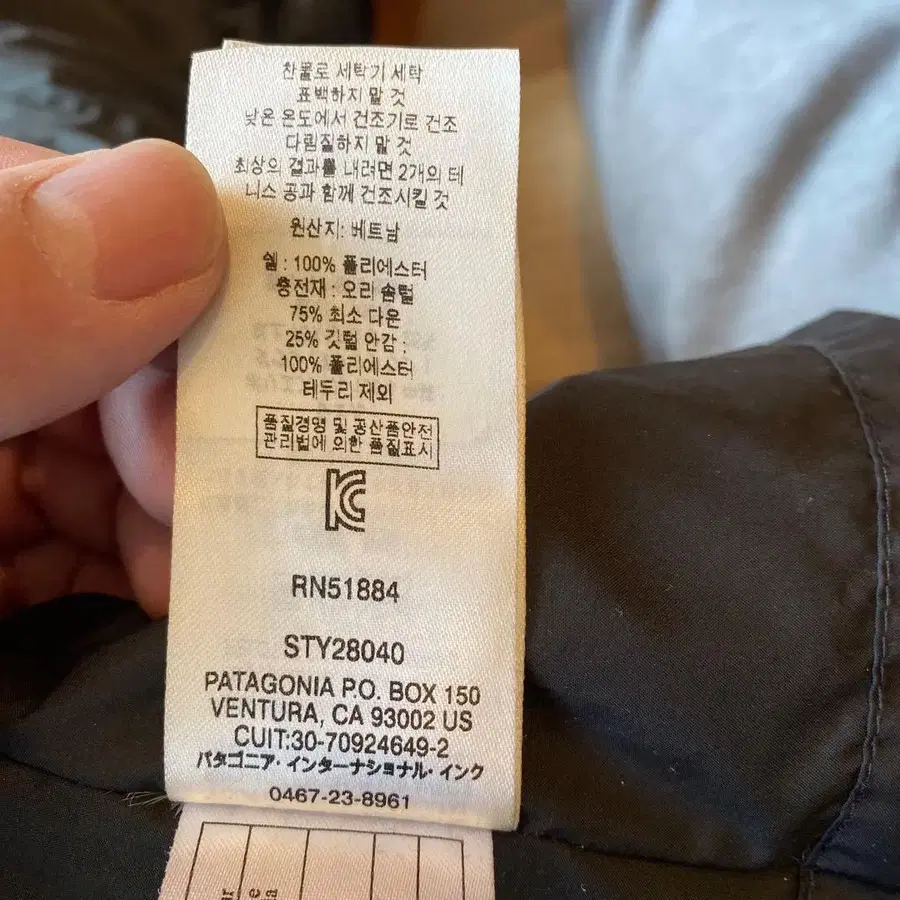 찬물로 세탁기 세탁
표백하지 말 것
낮은 온도에서 건조기로 건조
다림질하지 말 것
최상의 결과를 내려면 2개의 테
니스 공과 함께 건조시킬 것
원산지: 베트남
쉘 : 100% 폴리에스터
충전재 : 오리 솜털
75% 최소 다운
25% 깃털 안감 :
100% 폴리에스터
테두리 제외
품질경영 및 공산품안전
관리법에 의한 품질표시
RN51884
STY28040
PATAGONIA P.O. BOX 150
VENTURA, CA 93002 US
CUIT:30-70924649-2
パタゴニア・インターナショナル・インク
0467-23-8961